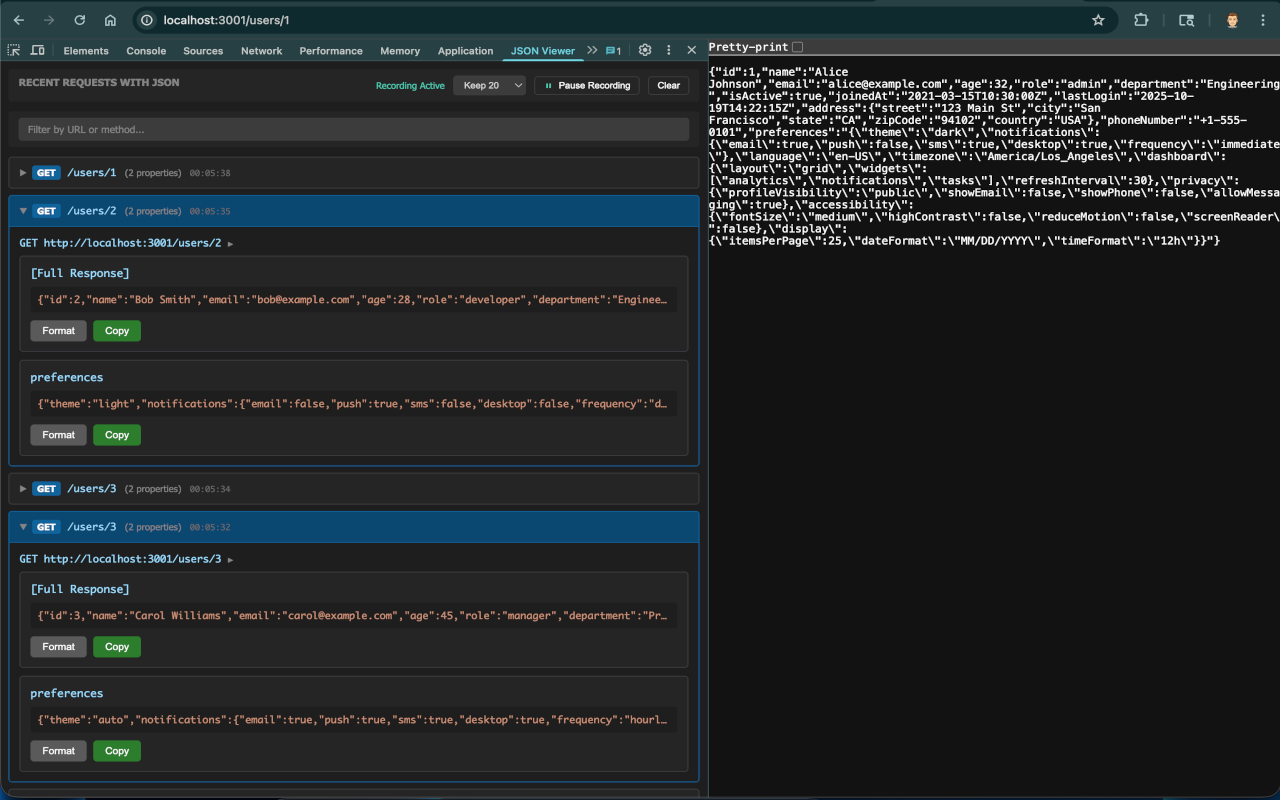 localhost:3001/users/1
Elements Console Sources Network Performance Memory Application JSON Viewer 1
RECENT REQUESTS WITH JSON Recording Active Keep 20 Pause Recording Clear
Filter by URL or method...
GET /users/1 (2 properties) 00:05:38
GET /users/2 (2 properties) 00:05:35
GET http://localhost:3001/users/2
[Full Response]
{"id":2,"name":"Bob Smith","email":"bob@example.com","age":28,"role":"developer","department":"Enginee…
Format Copy
preferences
{"theme":"light","notifications":{"email":false,"push":true,"sms":false,"desktop":false,"frequency":"d…
Format Copy
GET /users/3 (2 properties) 00:05:34
GET /users/3 (2 properties) 00:05:32
GET http://localhost:3001/users/3
[Full Response]
{"id":3,"name":"Carol Williams","email":"carol@example.com","age":45,"role":"manager","department":"Pr…
Format Copy
preferences
{"theme":"auto","notifications":{"email":true,"push":true,"sms":true,"desktop":true,"frequency":"hourl…
Format Copy
Pretty-print
{"id":1,"name":"Alice
Johnson","email":"alice@example.com","age":32,"role":"admin","department":"Engineering
","isActive":true,"joinedAt":"2021-03-15T10:30:00Z","lastLogin":"2025-10-
19T14:22:15Z","address":{"street":"123 Main St","city":"San
Francisco","state":"CA","zipCode":"94102","country":"USA"},"phoneNumber":"+1-555-
0101","preferences":"{\"theme\":\"dark\",\"notifications\":
{\"email\":true,\"push\":false,\"sms\":true,\"desktop\":true,\"frequency\":\"immediate
\"},\"language\":\"en-US\",\"timezone\":\"America/Los_Angeles\",\"dashboard\":
{\"layout\":\"grid\",\"widgets\":
[\"analytics\",\"notifications\",\"tasks\"],\"refreshInterval\":30},\"privacy\":
{\"profileVisibility\":\"public\",\"showEmail\":false,\"showPhone\":false,\"allowMessa
ging\":true},\"accessibility\":
{\"fontSize\":\"medium\",\"highContrast\":false,\"reduceMotion\":false,\"screenReader\
":false},\"display\":
{\"itemsPerPage\":25,\"dateFormat\":\"MM/DD/YYYY\",\"timeFormat\":\"12h\"}}"}